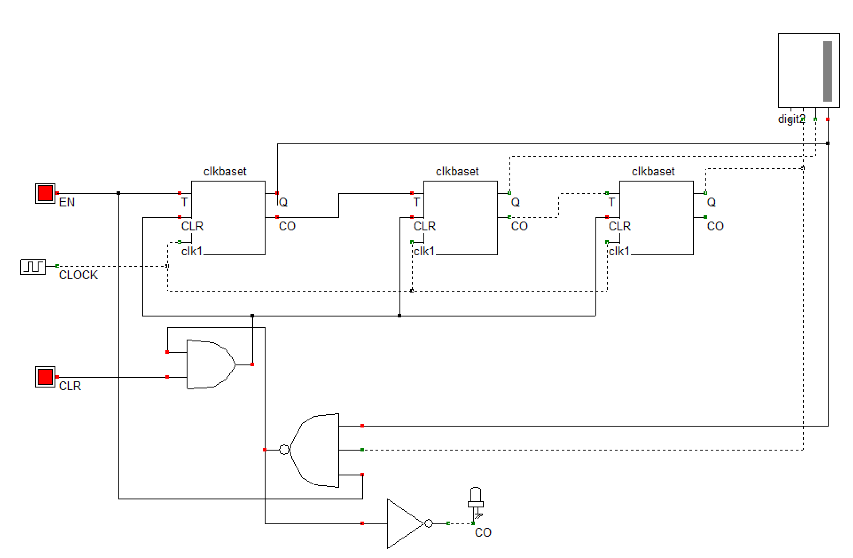 digit2
clkbaset
clkbaset
clkbaset
EN
T
Q
T
Q
T
Q
CLR
CO
CLR
CO
CLR
CO
clk1
clk1
clk1
CLOCK
CLR
CO